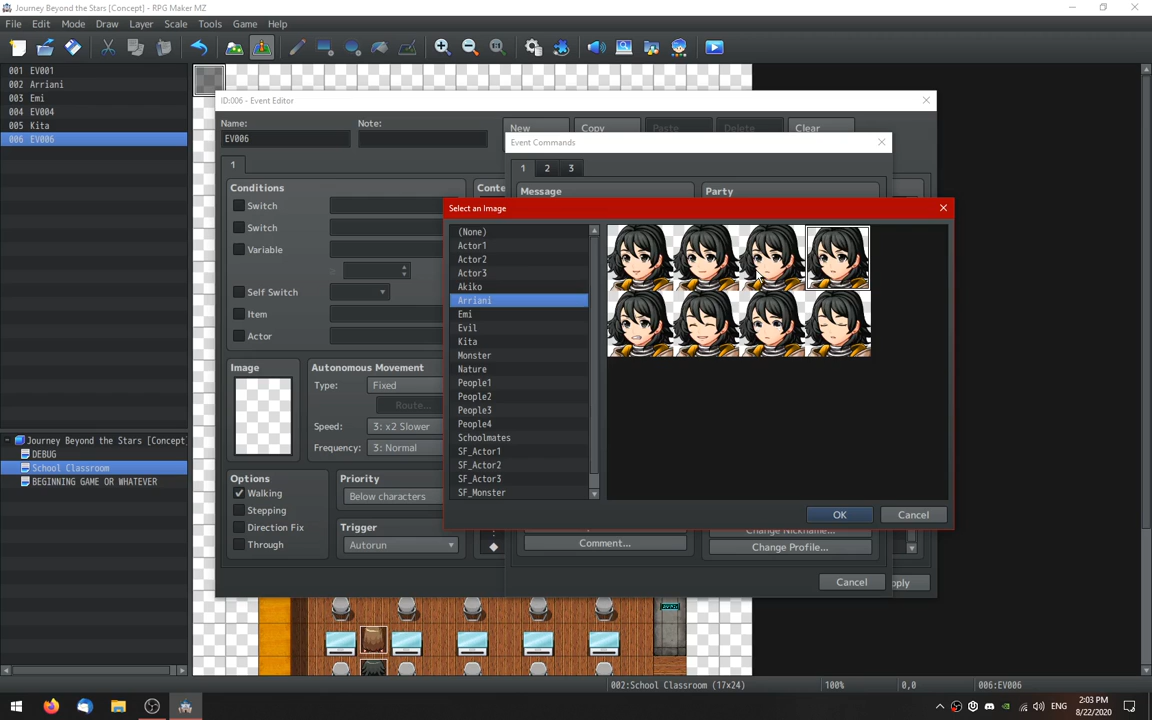 Journey Beyond the Stars [Concept] - RPG Maker MZ
File Edit Mode Draw Layer Scale Tools Game Help
001 EV001
002 Arriani
003 Emi
004 EV004
005 Kita
006 EV006
ID:006 - Event Editor
Name:
Note:
EV006
New Copy Paste Delete Clear
1
Conditions
Switch
Switch
Variable
Self Switch
Item
Actor
Image
Autonomous Movement
Type: Fixed
Route...
Speed: 3: x2 Slower
Frequency: 3: Normal
Options
Walking
Stepping
Direction Fix
Through
Priority
Below characters
Trigger
Autorun
Conte
Event Commands
1 2 3
Message
Party
Select an Image
(None)
Actor1
Actor2
Actor3
Akiko
Arriani
Emi
Evil
Kita
Monster
Nature
People1
People2
People3
People4
Schoolmates
SF_Actor1
SF_Actor2
SF_Actor3
SF_Monster
OK Cancel
Change Nickname...
Comment...
Change Profile...
Cancel
pply
Journey Beyond the Stars [Concept
DEBUG
School Classroom
BEGINNING GAME OR WHATEVER
002:School Classroom (17x24) 100% 0,0 006:EV006
ENG
2:03 PM
8/22/2020